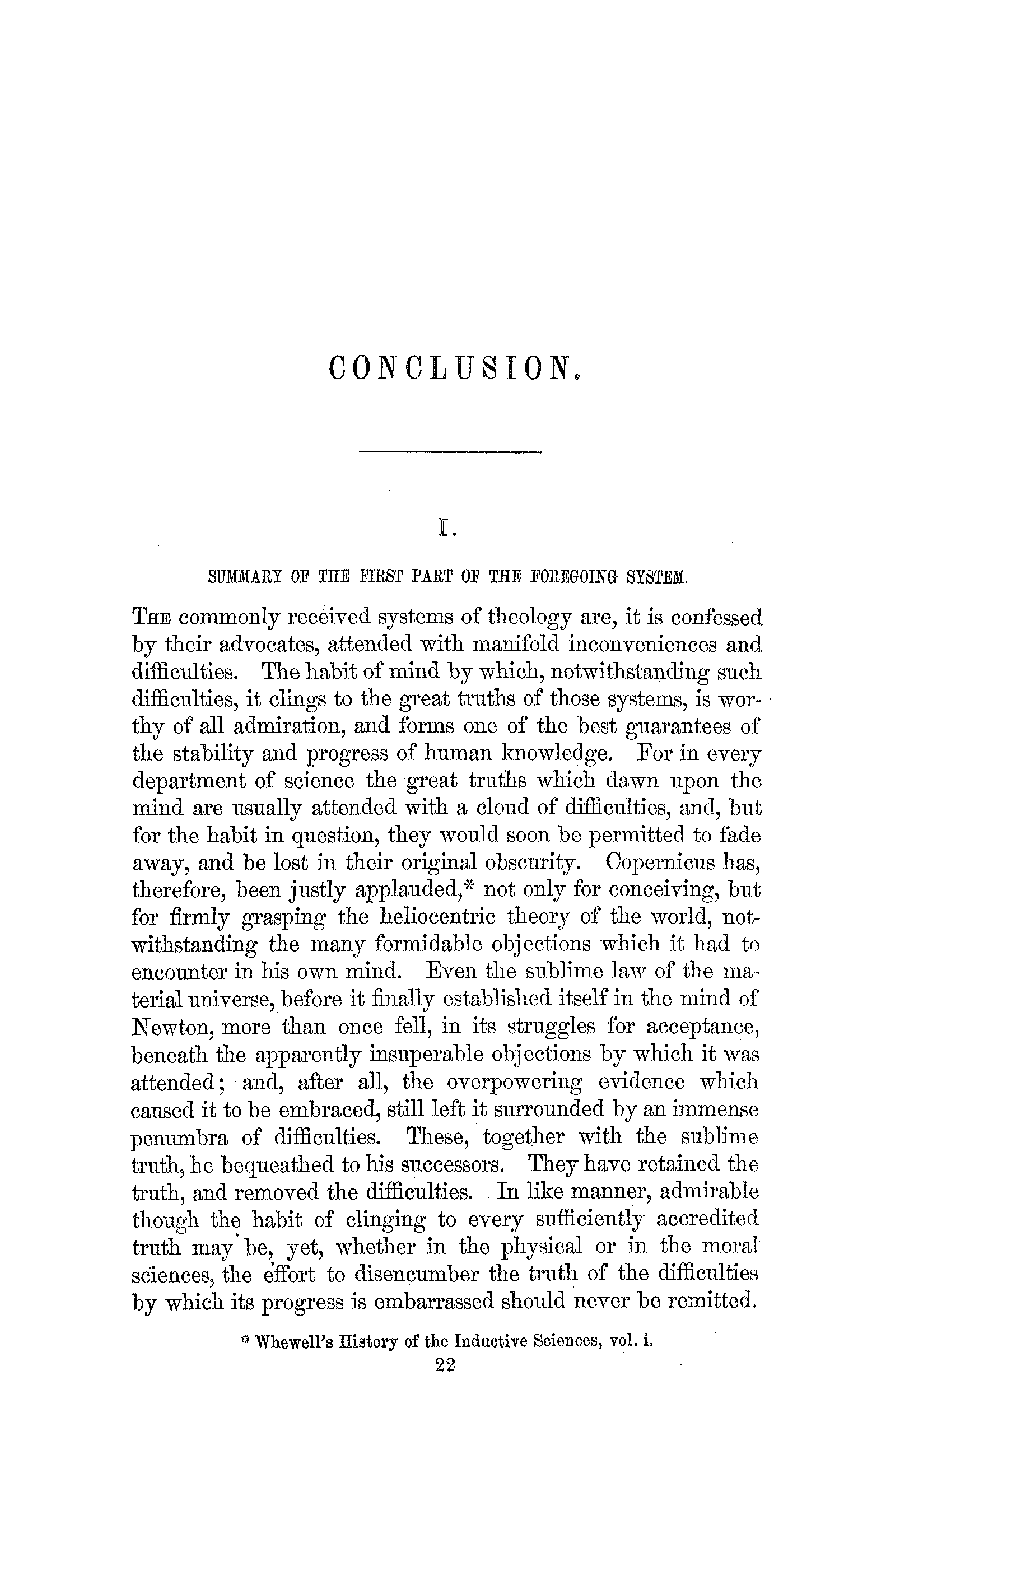 CONCLUSION.
I.
SUMMARY OF THE FIRST PART OF THE FOREGOING SYSTEM.
THE commonly received systems of theology are, it is confessed
by their advocates, attended with manifold inconveniences and
difficulties. The habit of mind by which, notwithstanding such
difficulties, it clings to the great truths of those systems, is wor-
thy of all admiration, and forms one of the best guarantees of
the stability and progress of human knowledge. For in every
department of science the great truths which dawn upon the
mind are usually attended with a cloud of difficulties, and, but
for the habit in question, they would soon be permitted to fade
away, and be lost in their original obscurity. Copernicus has,
therefore, been justly applauded,* not only for conceiving, but
for firmly grasping the heliocentric theory of the world, not-
withstanding the many formidable objections which it had to
encounter in his own mind. Even the sublime law of the ma-
terial universe, before it finally established itself in the mind of
Newton, more than once fell, in its struggles for acceptance,
beneath the apparently insuperable objections by which it was
attended; and, after all, the overpowering evidence which
caused it to be embraced, still left it surrounded by an immense
penumbra of difficulties. These, together with the sublime
truth, he bequeathed to his successors. They have retained the
truth, and removed the difficulties. In like manner, admirable
though the habit of clinging to every sufficiently accredited
truth may be, yet, whether in the physical or in the moral
sciences, the effort to disencumber the truth of the difficulties
by which its progress is embarrassed should never be remitted.
* Whewell's History of the Inductive Sciences, vol. i.
22